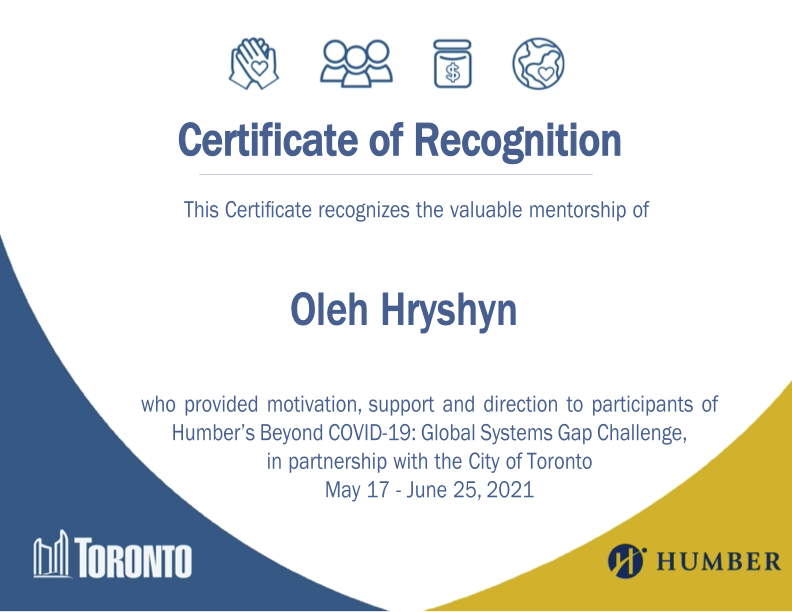 $
Certificate of Recognition
This Certificate recognizes the valuable mentorship of
Oleh Hryshyn
who provided motivation, support and direction to participants of
Humber's Beyond COVID-19: Global Systems Gap Challenge,
in partnership with the City of Toronto
May 17 - June 25, 2021
TORONTO
HUMBER